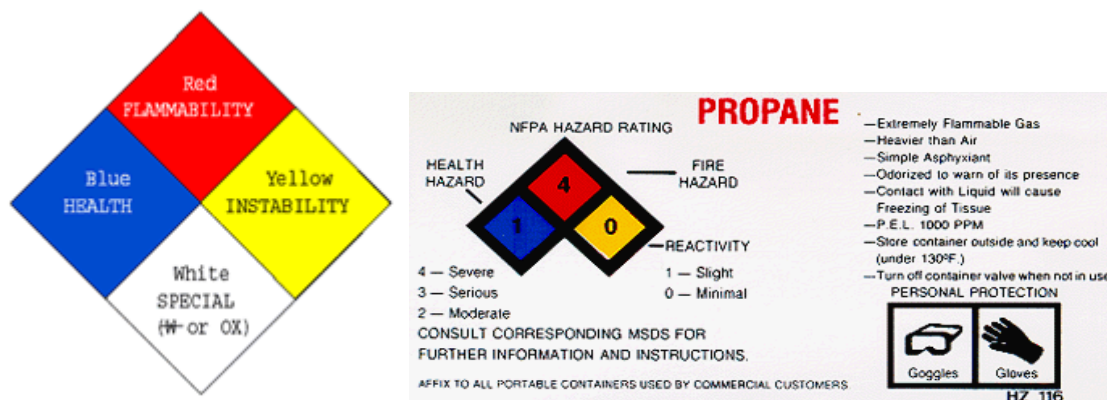 Red
FLAMMABILITY
Blue
HEALTH
Yellow
INSTABILITY
White
SPECIAL
(W or OX)
PROPANE
NFPA HAZARD RATING
HEALTH
HAZARD
FIRE
HAZARD
4
1
0
REACTIVITY
4 — Severe
3 — Serious
2 — Moderate
1 — Slight
0 — Minimal
CONSULT CORRESPONDING MSDS FOR
FURTHER INFORMATION AND INSTRUCTIONS.
AFFIX TO ALL PORTABLE CONTAINERS USED BY COMMERCIAL CUSTOMERS
—Extremely Flammable Gas
—Heavier than Air
—Simple Asphyxiant
—Odorized to warn of its presence
—Contact with Liquid will cause
Freezing of Tissue
—P.E.L. 1000 PPM
—Store container outside and keep cool
(under 130ºF.)
—Turn off container valve when not in use
PERSONAL PROTECTION
Goggles
Gloves
HZ 116